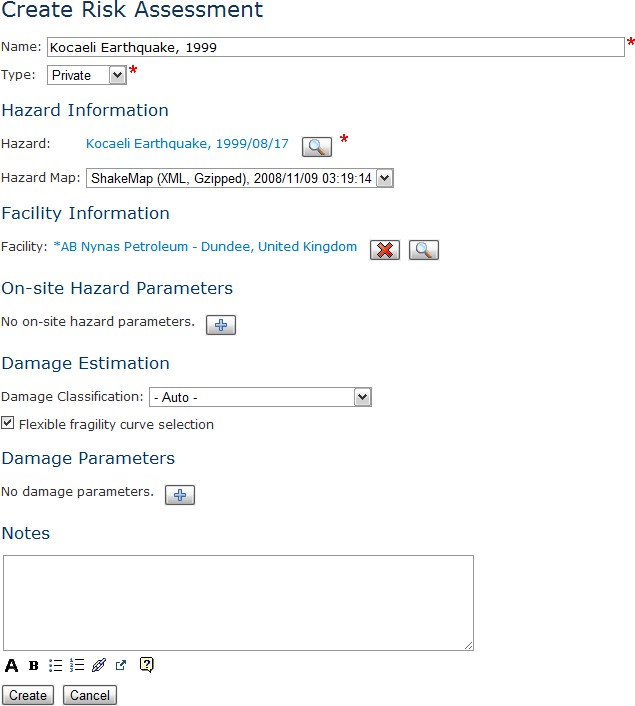 Create Risk Assessment
Name: Kocaeli Earthquake, 1999 *
Type: Private *
Hazard Information
Hazard: Kocaeli Earthquake, 1999/08/17 *
Hazard Map: ShakeMap (XML, Gzipped), 2008/11/09 03:19:14
Facility Information
Facility: *AB Nynas Petroleum - Dundee, United Kingdom
On-site Hazard Parameters
No on-site hazard parameters.
Damage Estimation
Damage Classification: - Auto -
Flexible fragility curve selection
Damage Parameters
No damage parameters.
Notes
A B
Create Cancel